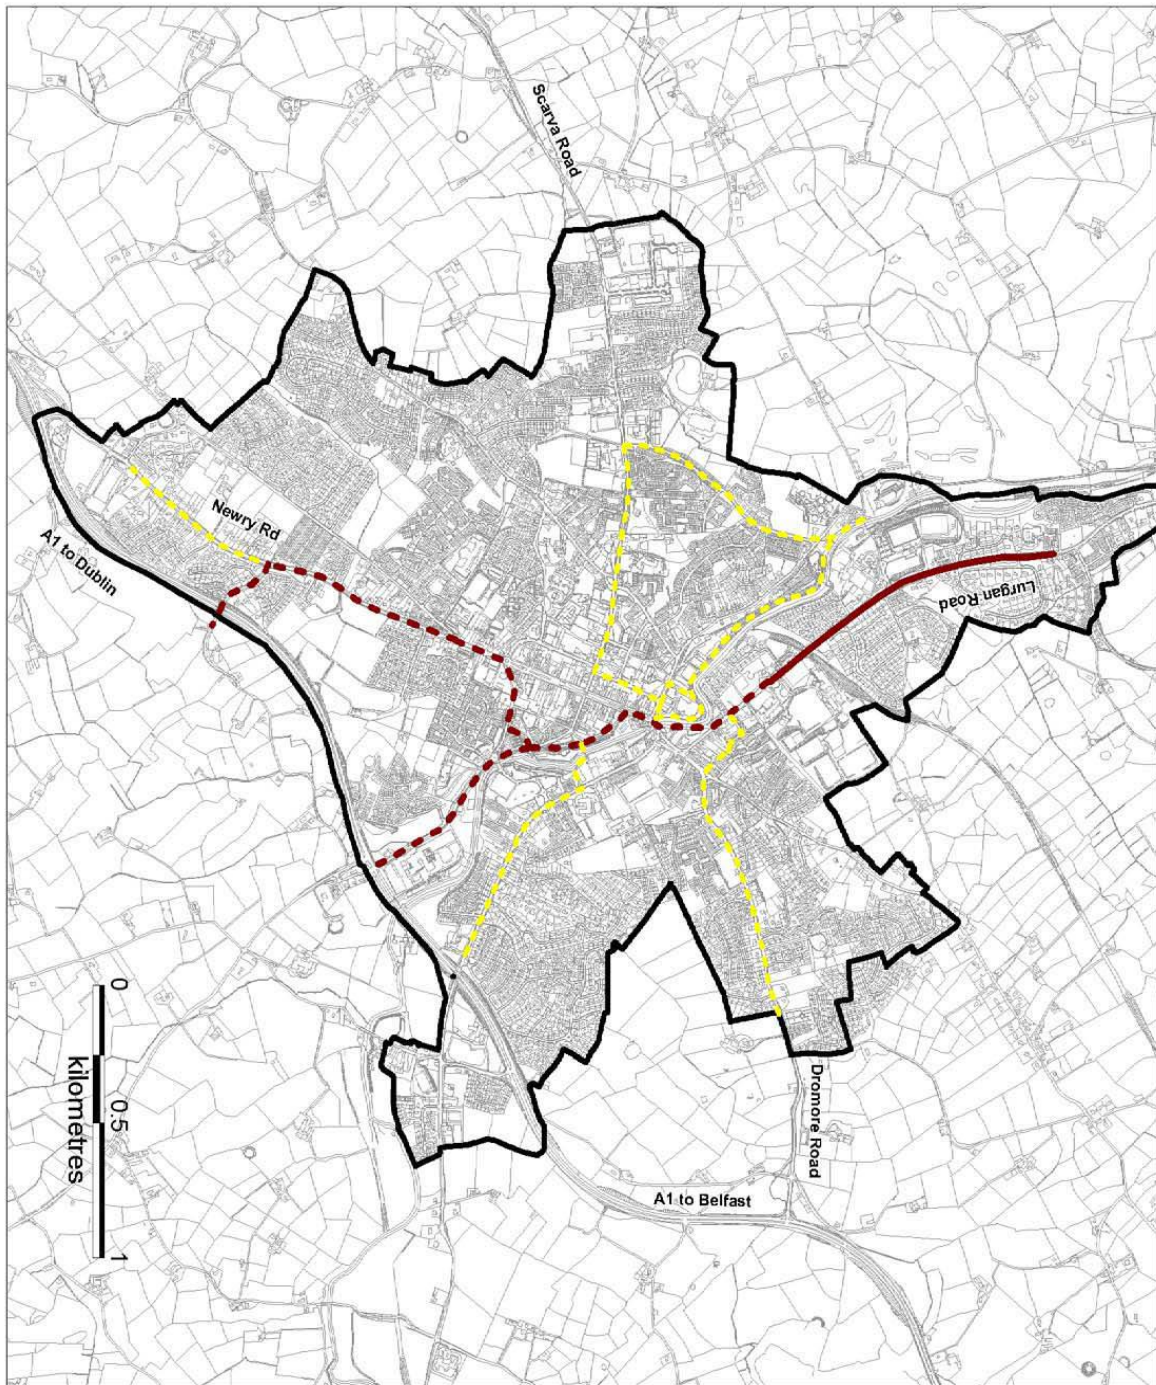 Scarva Road
Newry Rd
A1 to Dublin
Lurgan Road
Dromore Road
A1 to Belfast
0
0.5
1
kilometres